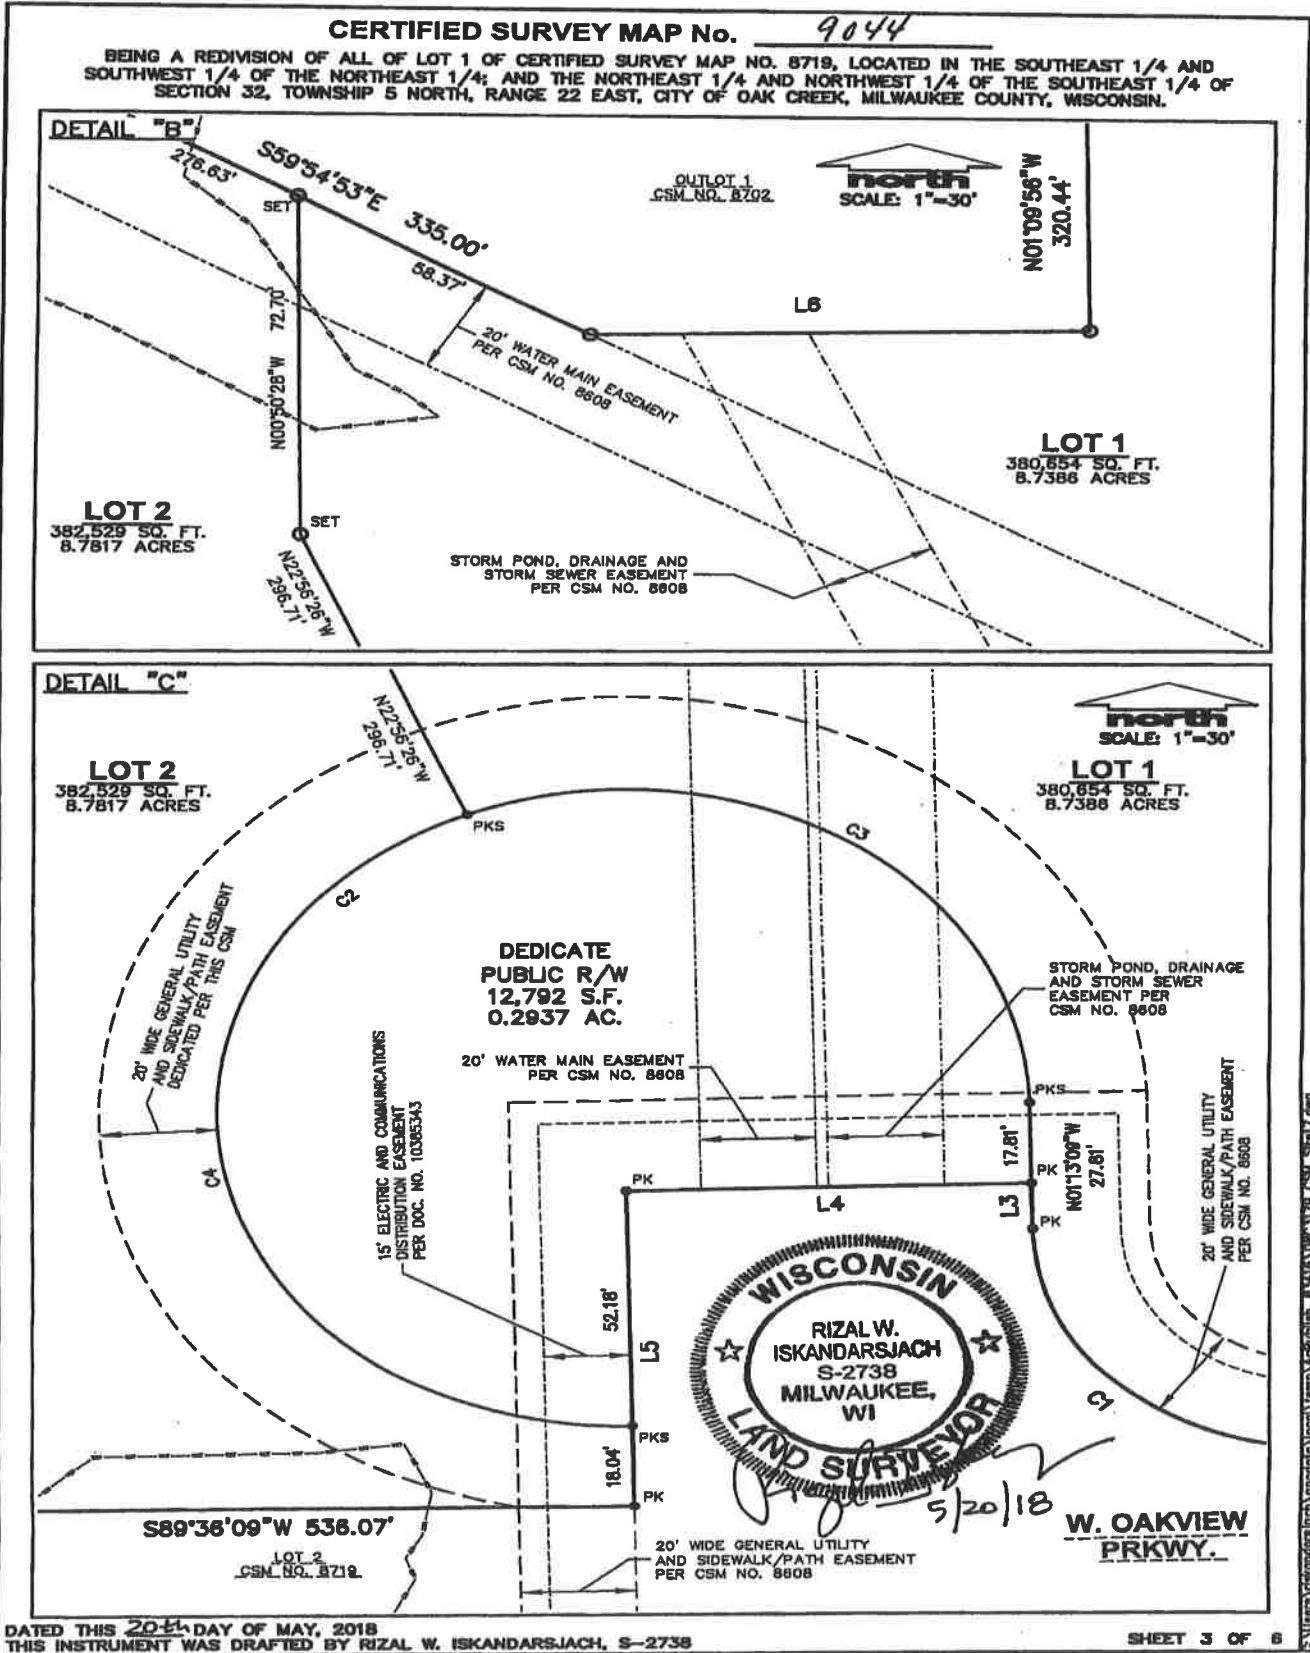 CERTIFIED SURVEY MAP No. 9044
BEING A REDIVISION OF ALL OF LOT 1 OF CERTIFIED SURVEY MAP NO. 8719, LOCATED IN THE SOUTHEAST 1/4 AND
SOUTHWEST 1/4 OF THE NORTHEAST 1/4; AND THE NORTHEAST 1/4 AND NORTHWEST 1/4 OF THE SOUTHEAST 1/4 OF
SECTION 32, TOWNSHIP 5 NORTH, RANGE 22 EAST, CITY OF OAK CREEK, MILWAUKEE COUNTY, WISCONSIN.
DETAIL "B"
276.63'
S59°54'53"E 335.00'
SET
58.37'
OUTLOT 1
CSM NO. 8702
north
SCALE: 1"=30'
N01°09'56"W
320.44'
L6
20' WATER MAIN EASEMENT
PER CSM NO. 8608
N00°50'28"W 72.70'
LOT 1
380,654 SQ. FT.
8.7386 ACRES
LOT 2
382,529 SQ. FT.
8.7817 ACRES
SET
N22°56'26"W
296.71'
STORM POND, DRAINAGE AND
STORM SEWER EASEMENT
PER CSM NO. 8608
DETAIL "C"
N22°56'26"W
296.71'
north
SCALE: 1"=30'
LOT 2
382,529 SQ. FT.
8.7817 ACRES
LOT 1
380,654 SQ. FT.
8.7386 ACRES
PKS
C3
C2
20' WIDE GENERAL UTILITY
AND SIDEWALK/PATH EASEMENT
DEDICATED PER THIS CSM
DEDICATE
PUBLIC R/W
12,792 S.F.
0.2937 AC.
STORM POND, DRAINAGE
AND STORM SEWER
EASEMENT PER
CSM NO. 8608
20' WATER MAIN EASEMENT
PER CSM NO. 8608
15' ELECTRIC AND COMMUNICATIONS
DISTRIBUTION EASEMENT
PER DOC. NO. 10385343
PKS
17.81'
N01°13'09"W
27.81'
20' WIDE GENERAL UTILITY
AND SIDEWALK/PATH EASEMENT
PER CSM NO. 8608
C4
PK
PK
L4
L3
PK
WISCONSIN
RIZAL W.
ISKANDARSJACH
S-2738
MILWAUKEE,
WI
LAND SURVEYOR
52.18'
L5
C1
PKS
18.04'
PK
5/20/18
S89°36'09"W 536.07'
LOT 2
CSM NO. 8719
W. OAKVIEW
PRKWY.
20' WIDE GENERAL UTILITY
AND SIDEWALK/PATH EASEMENT
PER CSM NO. 8608
DATED THIS 20th DAY OF MAY, 2018
THIS INSTRUMENT WAS DRAFTED BY RIZAL W. ISKANDARSJACH, S-2738
SHEET 3 OF 6